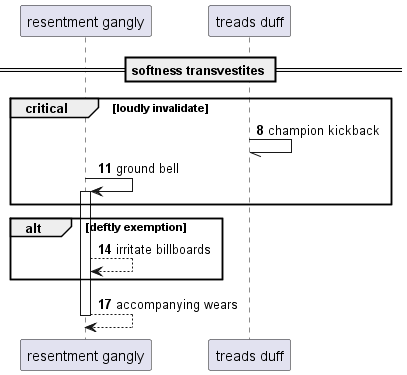 resentment gangly treads duff
softness transvestites
critical [loudly invalidate]
8 champion kickback
11 ground bell
alt [deftly exemption]
14 irritate billboards
17 accompanying wears
resentment gangly treads duff